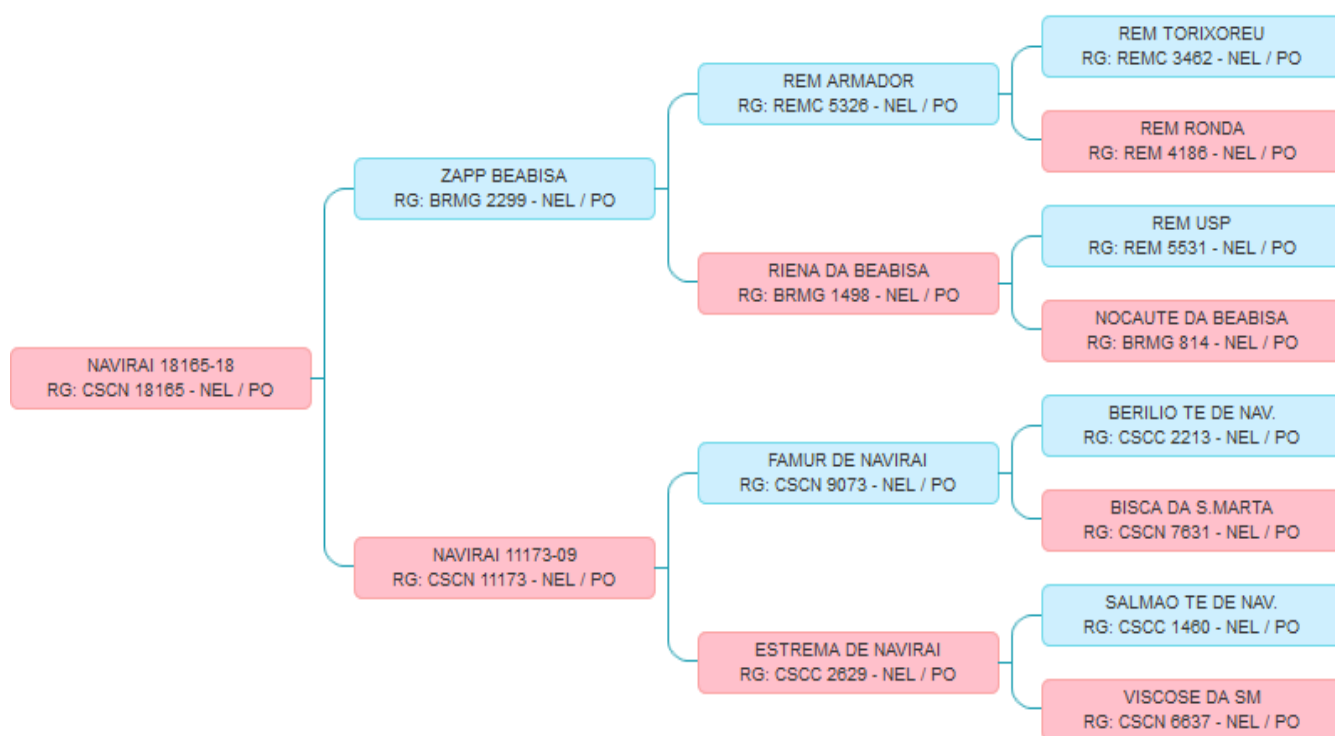 NAVIRAI 18165-18
RG: CSCN 18165 - NEL / PO
ZAPP BEABISA
RG: BRMG 2299 - NEL / PO
NAVIRAI 11173-09
RG: CSCN 11173 - NEL / PO
REM ARMADOR
RG: REMC 5326 - NEL / PO
RIENA DA BEABISA
RG: BRMG 1498 - NEL / PO
FAMUR DE NAVIRAI
RG: CSCN 9073 - NEL / PO
ESTREMA DE NAVIRAI
RG: CSCC 2629 - NEL / PO
REM TORIXOREU
RG: REMC 3462 - NEL / PO
REM RONDA
RG: REM 4186 - NEL / PO
REM USP
RG: REM 5531 - NEL / PO
NOCAUTE DA BEABISA
RG: BRMG 814 - NEL / PO
BERILIO TE DE NAV.
RG: CSCC 2213 - NEL / PO
BISCA DA S.MARTA
RG: CSCN 7631 - NEL / PO
SALMAO TE DE NAV.
RG: CSCC 1460 - NEL / PO
VISCOSE DA SM
RG: CSCN 6637 - NEL / PO